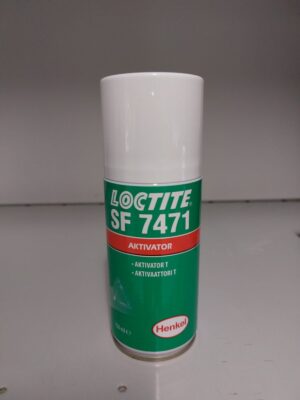 LOCTITE
SF 7471
AKTIVATOR
- AKTIVATOR T
- AKTIVAATTORI T
Henkel